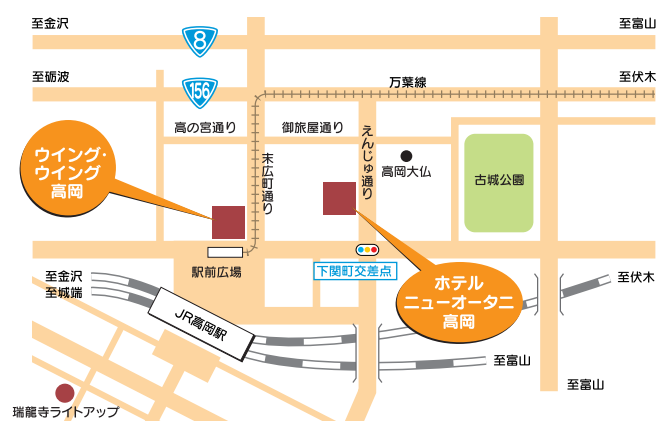 至金沢
至富山
8
至砺波
156
万葉線
至伏木
高の宮通り
御旅屋通り
ウイング・
ウイング
高岡
末広町通り
えんじゅ通り
高岡大仏
古城公園
駅前広場
下関町交差点
至金沢
至城端
ホテル
ニューオータニ
高岡
至伏木
JR高岡駅
至富山
至富山
瑞龍寺ライトアップ